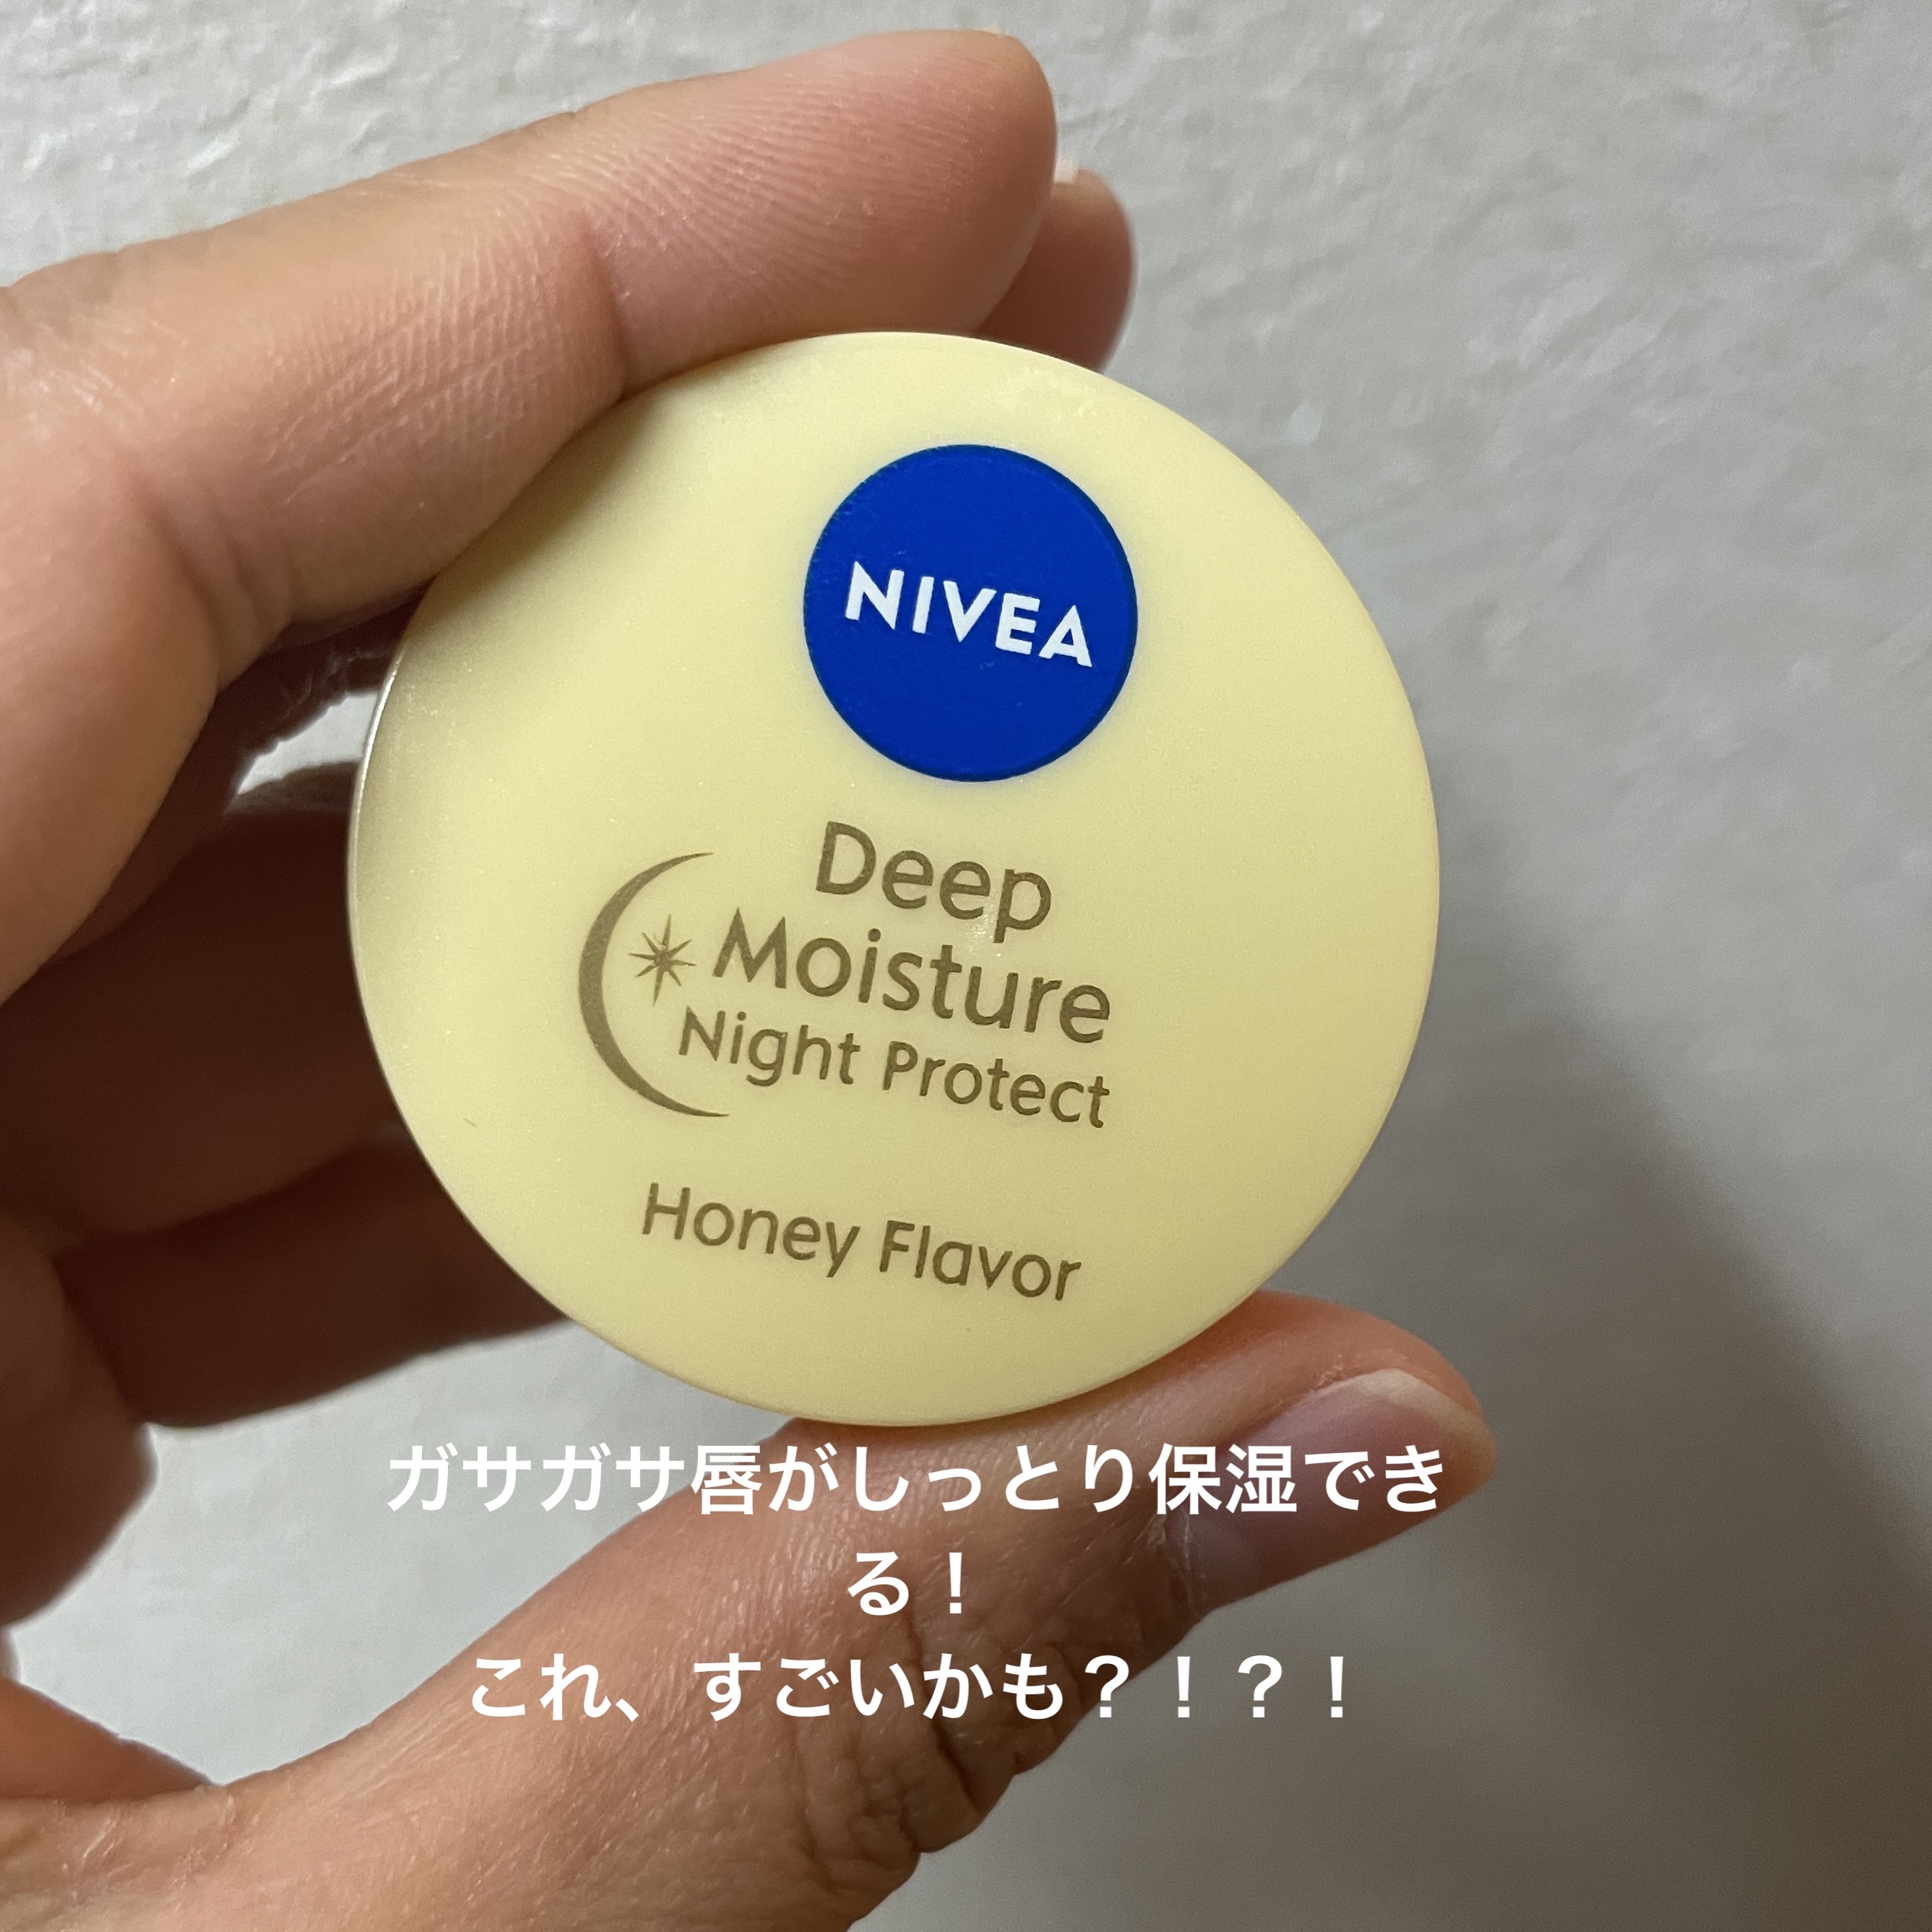 NIVEA
Deep
Moisture
Night Protect
Honey Flavor
ガサガサ唇がしっとり保湿でき
る！
これ、すごいかも？！？！